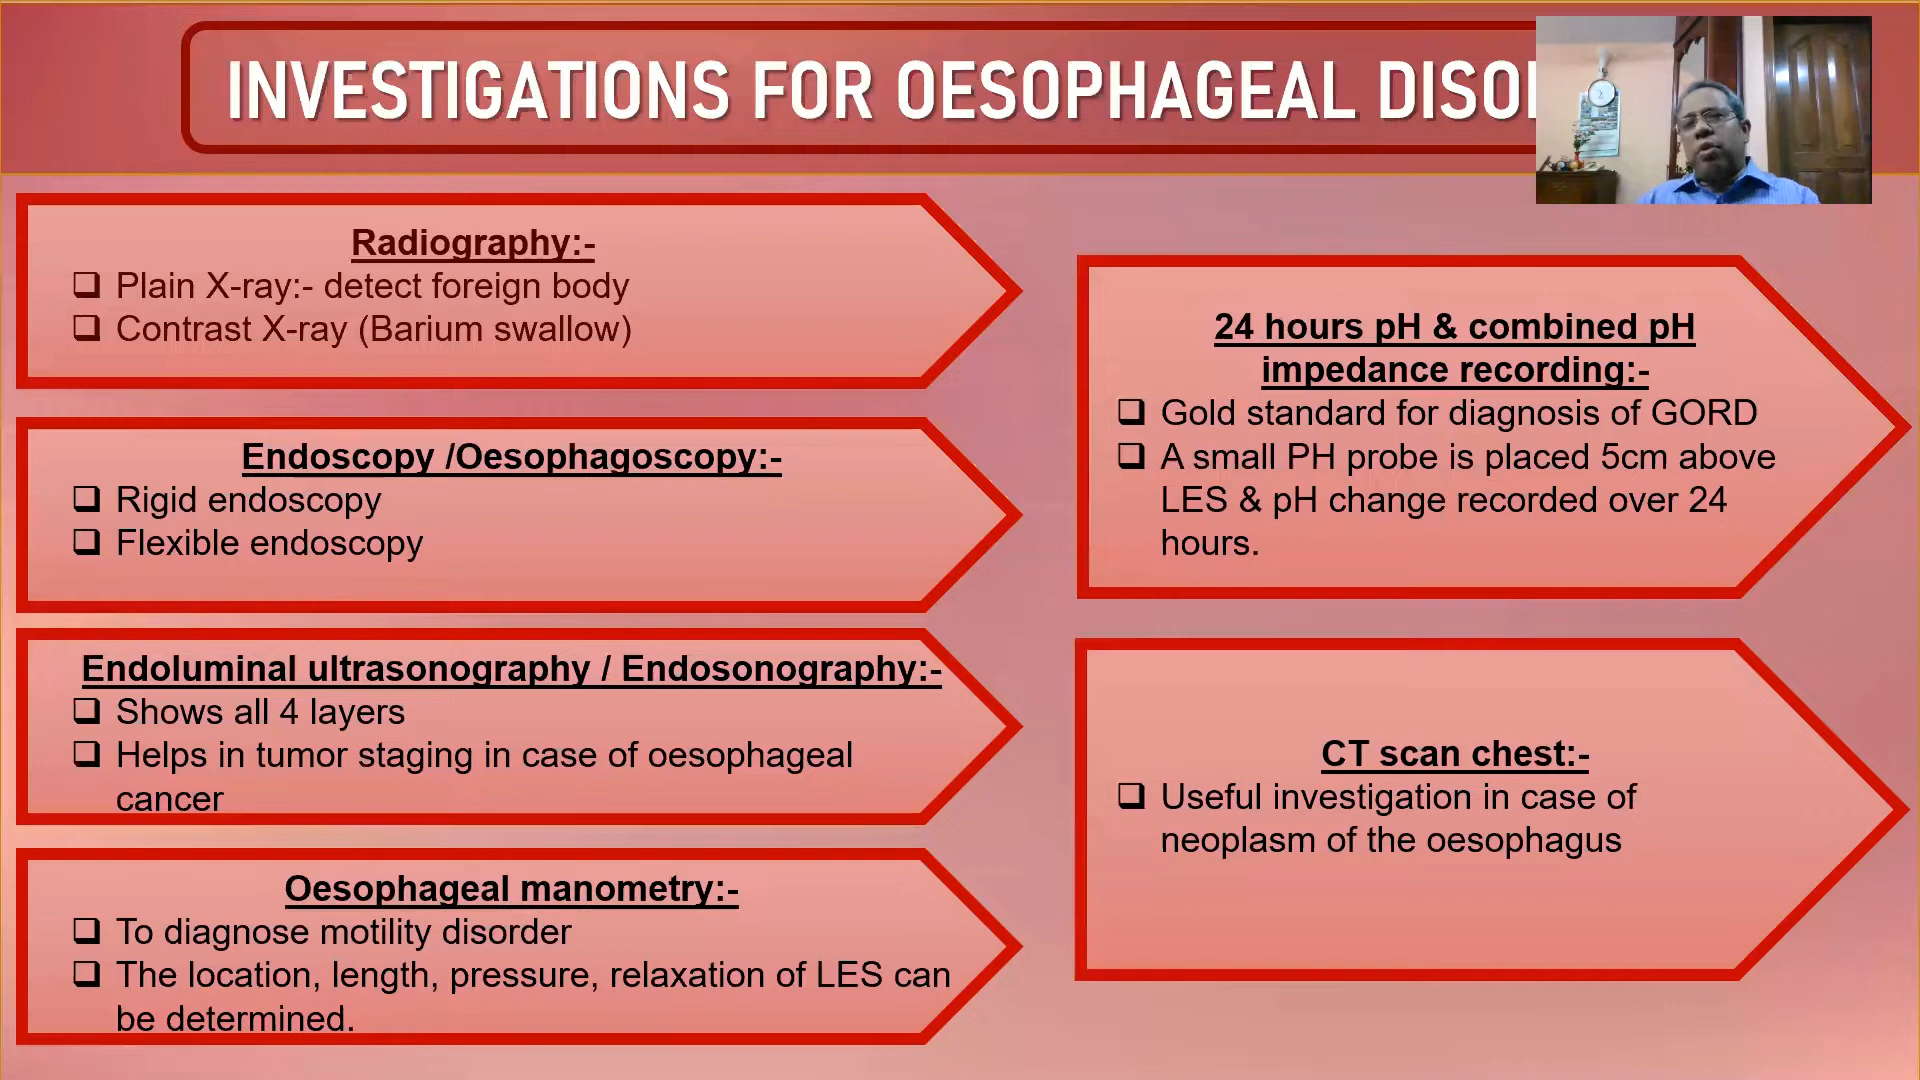 INVESTIGATIONS FOR OESOPHAGEAL
Radiography:-
❑ Plain X-ray:- detect foreign body
❑ Contrast X-ray (Barium swallow)
Endoscopy /Oesophagoscopy:-
❑ Rigid endoscopy
❑ Flexible endoscopy
Endoluminal ultrasonography / Endosonography:-
❑ Shows all 4 layers
❑ Helps in tumor staging in case of oesophageal
cancer
Oesophageal manometry:-
❑ To diagnose motility disorder
❑ The location, length, pressure, relaxation of LES can
be determined.
24 hours pH & combined pH
impedance recording:-
❑ Gold standard for diagnosis of GORD
❑ A small PH probe is placed 5cm above
LES & pH change recorded over 24
hours.
CT scan chest:-
❑ Useful investigation in case of
neoplasm of the oesophagus